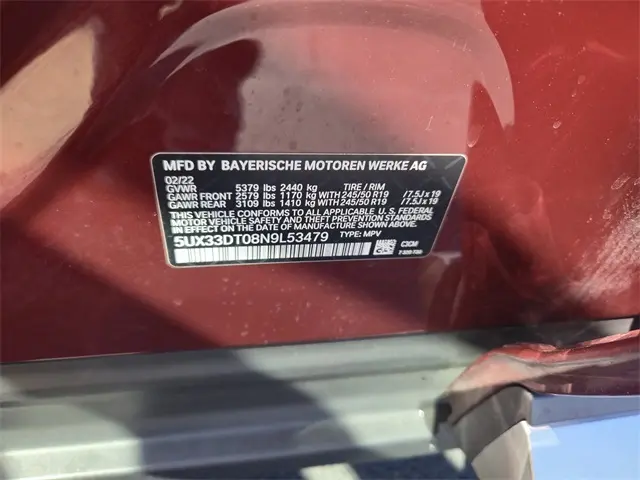 MFD BY BAYERISCHE MOTOREN WERKE AG
02/22
GVWR 5379 lbs 2440 kg TIRE / RIM
GAWR FRONT 2579 lbs 1170 kg WITH 245/50 R19 /7.5J x 19
GAWR REAR 3109 lbs 1410 kg WITH 245/50 R19 /7.5J x 19
THIS VEHICLE CONFORMS TO ALL APPLICABLE U.S. FEDERAL
MOTOR VEHICLE SAFETY AND THEFT PREVENTION STANDARDS
IN EFFECT ON THE DATE OF MANUFACTURE SHOWN ABOVE.
5UX33DT08N9L53479 TYPE: MPV